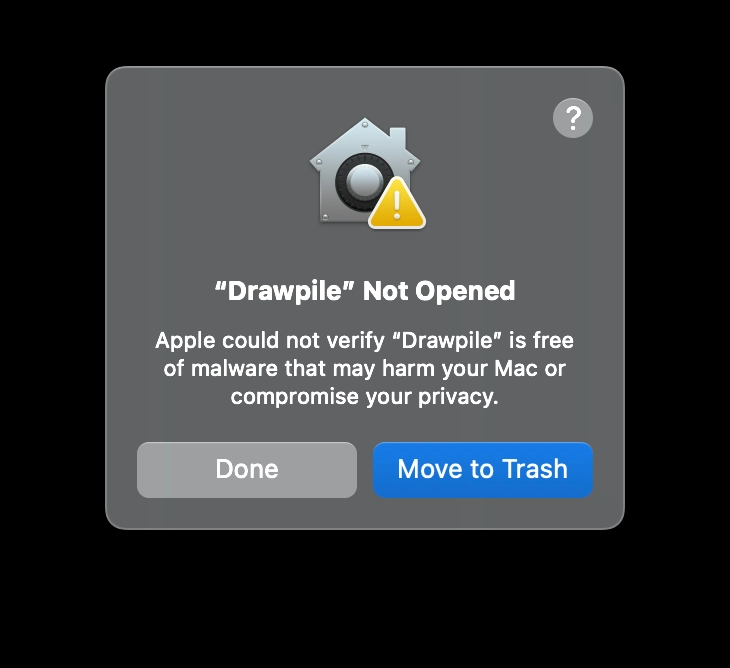 ?
“Drawpile” Not Opened
Apple could not verify “Drawpile” is free
of malware that may harm your Mac or
compromise your privacy.
Done
Move to Trash